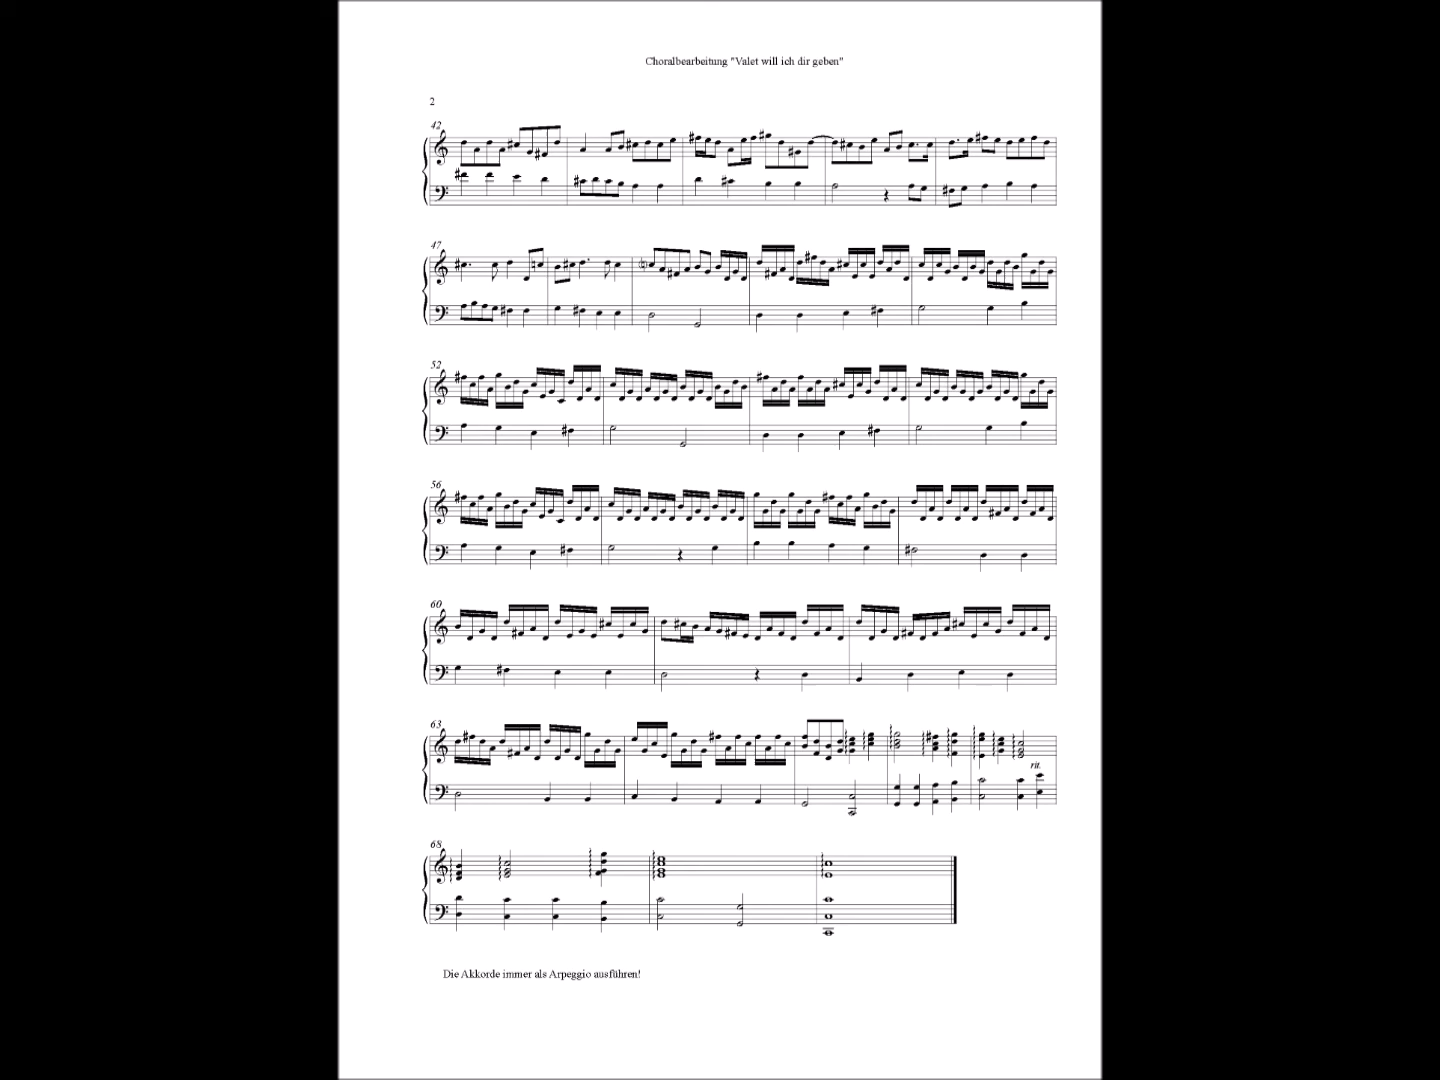 Choralbearbeitung "Valet will ich dir geben"
2
42
47
52
56
60
63
rit.
68
Die Akkorde immer als Arpeggio ausführen!